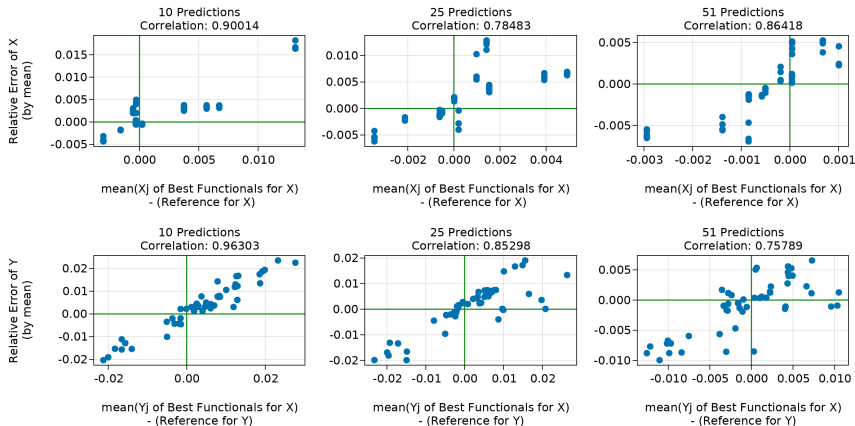 10 Predictions
Correlation: 0.90014
25 Predictions
Correlation: 0.78483
51 Predictions
Correlation: 0.86418
Relative Error of X
(by mean)
0.015
0.010
0.005
0.000
-0.005
0.000
0.005
0.010
0.010
0.005
0.000
-0.005
-0.002
0.000
0.002
0.004
0.005
0.000
-0.005
-0.003
-0.002
-0.001
0.000
0.001
mean(Xj of Best Functionals for X)
- (Reference for X)
mean(Xj of Best Functionals for X)
- (Reference for X)
mean(Xj of Best Functionals for X)
- (Reference for X)
10 Predictions
Correlation: 0.96303
25 Predictions
Correlation: 0.85298
51 Predictions
Correlation: 0.75789
Relative Error of Y
(by mean)
0.02
0.01
0.00
-0.01
-0.02
-0.02
0.00
0.02
0.02
0.01
0.00
-0.01
-0.02
-0.02
-0.01
0.00
0.01
0.02
0.005
0.000
-0.005
-0.010
-0.010
-0.005
0.000
0.005
0.010
mean(Yj of Best Functionals for X)
- (Reference for Y)
mean(Yj of Best Functionals for X)
- (Reference for Y)
mean(Yj of Best Functionals for X)
- (Reference for Y)